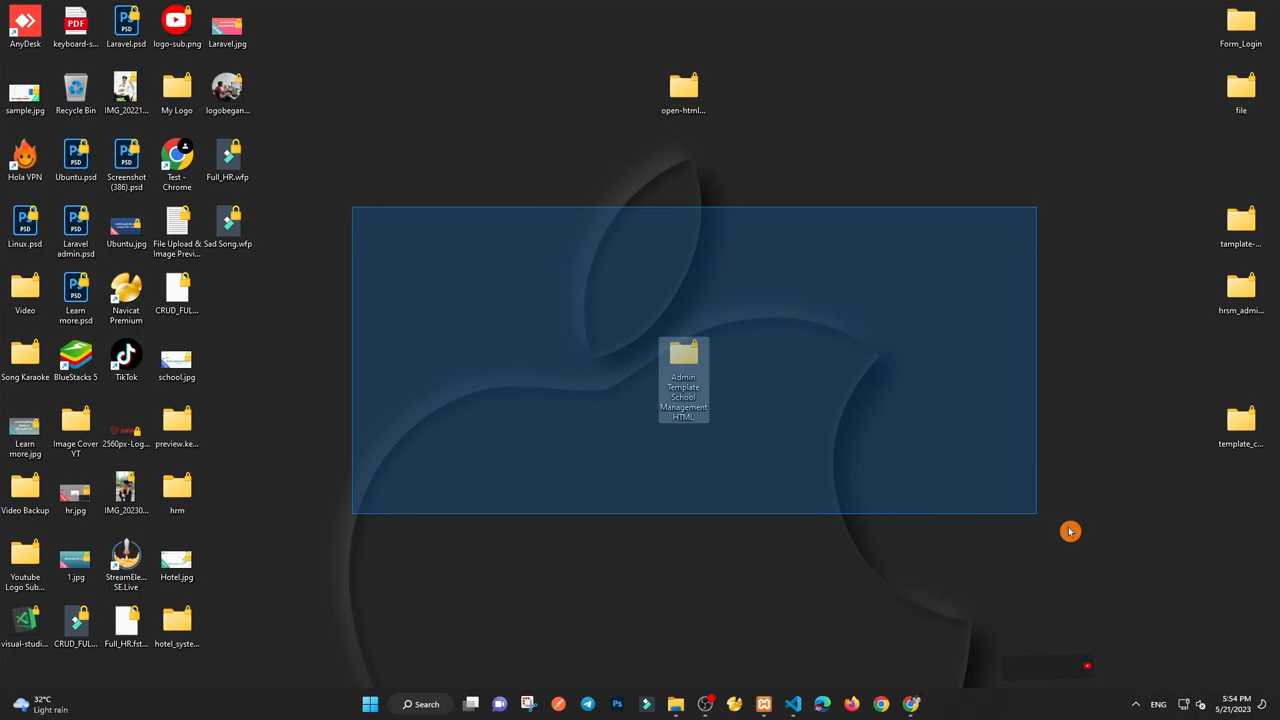 AnyDesk
keyboard-s...
Laravel.psd
logo-sub.png
Laravel.jpg
sample.jpg
Recycle Bin
IMG_20221...
My Logo
logobegan...
Hola VPN
Ubuntu.psd
Screenshot
(386).psd
Test -
Chrome
Full_HR.wfp
Linux.psd
Laravel
admin.psd
Ubuntu.jpg
File Upload &
Image Previ...
Sad Song.wfp
Video
Learn
more.psd
Navicat
Premium
CRUD_FUL...
Song Karaoke
BlueStacks 5
TikTok
school.jpg
Learn
more.jpg
Image Cover
YT
2560px-Log...
preview.ke...
Video Backup
hr.jpg
IMG_20230...
hrm
Youtube
Logo Sub...
1.jpg
StreamEle...
SE.Live
Hotel.jpg
visual-studi...
CRUD_FUL...
Full_HR.fst...
hotel_syste...
open-html...
Admin
Template
School
Management
HTML
Form_Login
file
tamplate-...
hrsm_admi...
template_c...
32°C
Light rain
Search
ENG
5:54 PM
5/21/2023